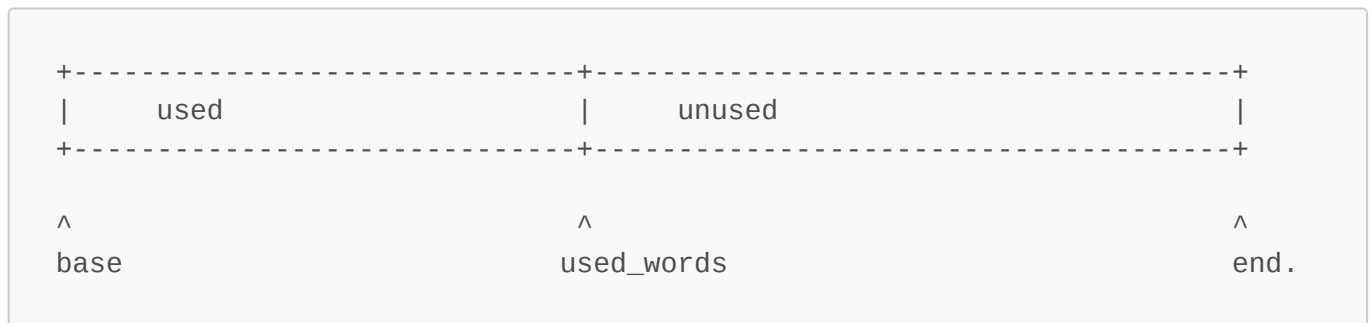 +------------------------------+--------------------------------------+
|     used                     |     unused                           |
+------------------------------+--------------------------------------+
^                              ^                                      ^
base                          used_words                              end.